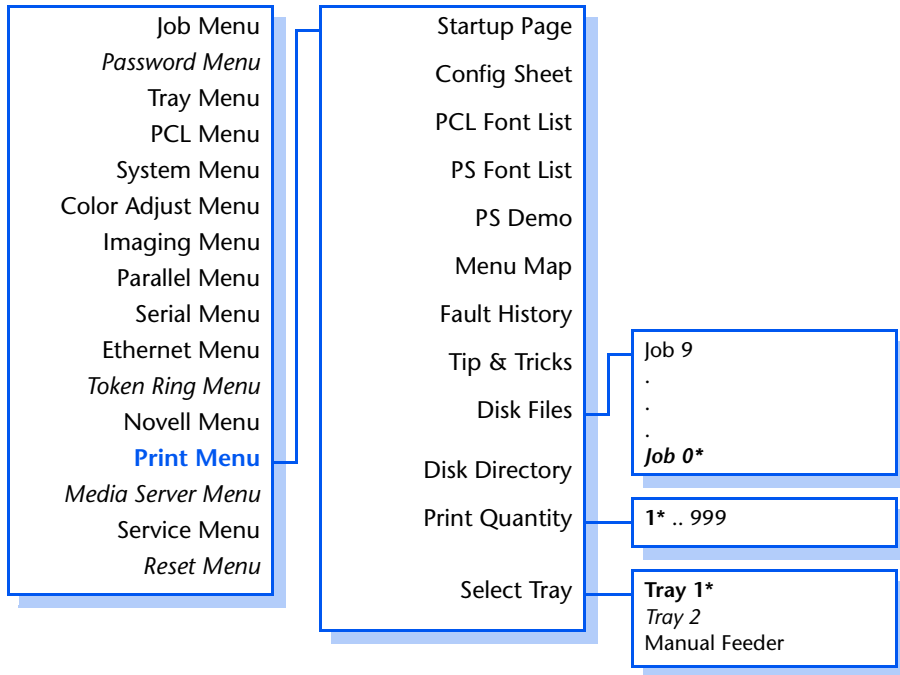 Job Menu
Password Menu
Tray Menu
PCL Menu
System Menu
Color Adjust Menu
Imaging Menu
Parallel Menu
Serial Menu
Ethernet Menu
Token Ring Menu
Novell Menu
Print Menu
Media Server Menu
Service Menu
Reset Menu
Startup Page
Config Sheet
PCL Font List
PS Font List
PS Demo
Menu Map
Fault History
Tip & Tricks
Disk Files
Disk Directory
Print Quantity
Select Tray
Job 9
.
.
.
Job 0*
1* .. 999
Tray 1*
Tray 2
Manual Feeder